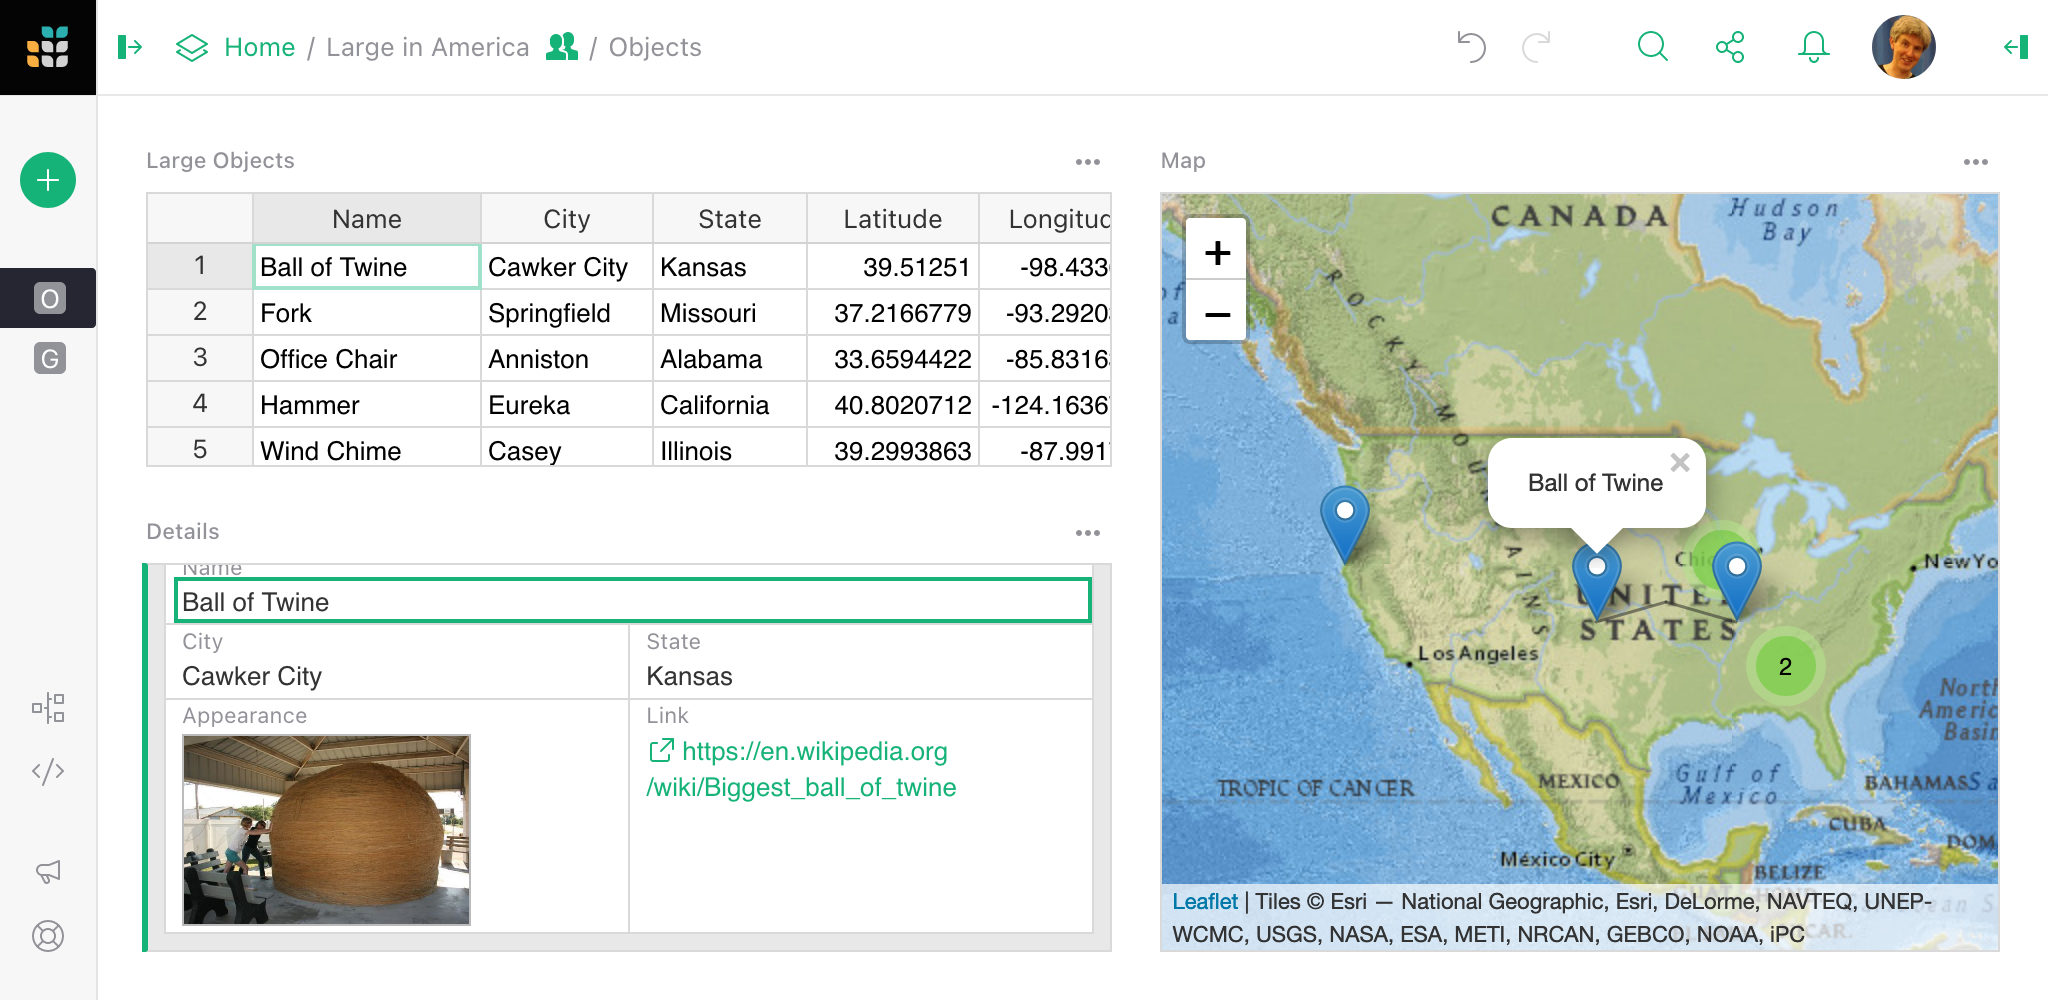 Home / Large in America / Objects
Large Objects
Name City State Latitude Longitud
1 Ball of Twine Cawker City Kansas 39.51251 -98.433
2 Fork Springfield Missouri 37.2166779 -93.2920
3 Office Chair Anniston Alabama 33.6594422 -85.8316
4 Hammer Eureka California 40.8020712 -124.1636
5 Wind Chime Casey Illinois 39.2993863 -87.991
O
G
Details
Name
Ball of Twine
City
Cawker City
State
Kansas
Appearance
Link
https://en.wikipedia.org
/wiki/Biggest_ball_of_twine
Map
+
−
CANADA
Hudson
Bay
ROCKY MOU
AINS
Ball of Twine
Chi
New Yo
UNITE
STATES
Los Angeles
2
North
Americ
Basin
TROPIC OF CANCER
MEXICO
Gulf of
Mexico
BAHAMAS
CUBA
DOM
México City
BELIZE
Leaflet | Tiles © Esri — National Geographic, Esri, DeLorme, NAVTEQ, UNEP-
WCMC, USGS, NASA, ESA, METI, NRCAN, GEBCO, NOAA, iPC